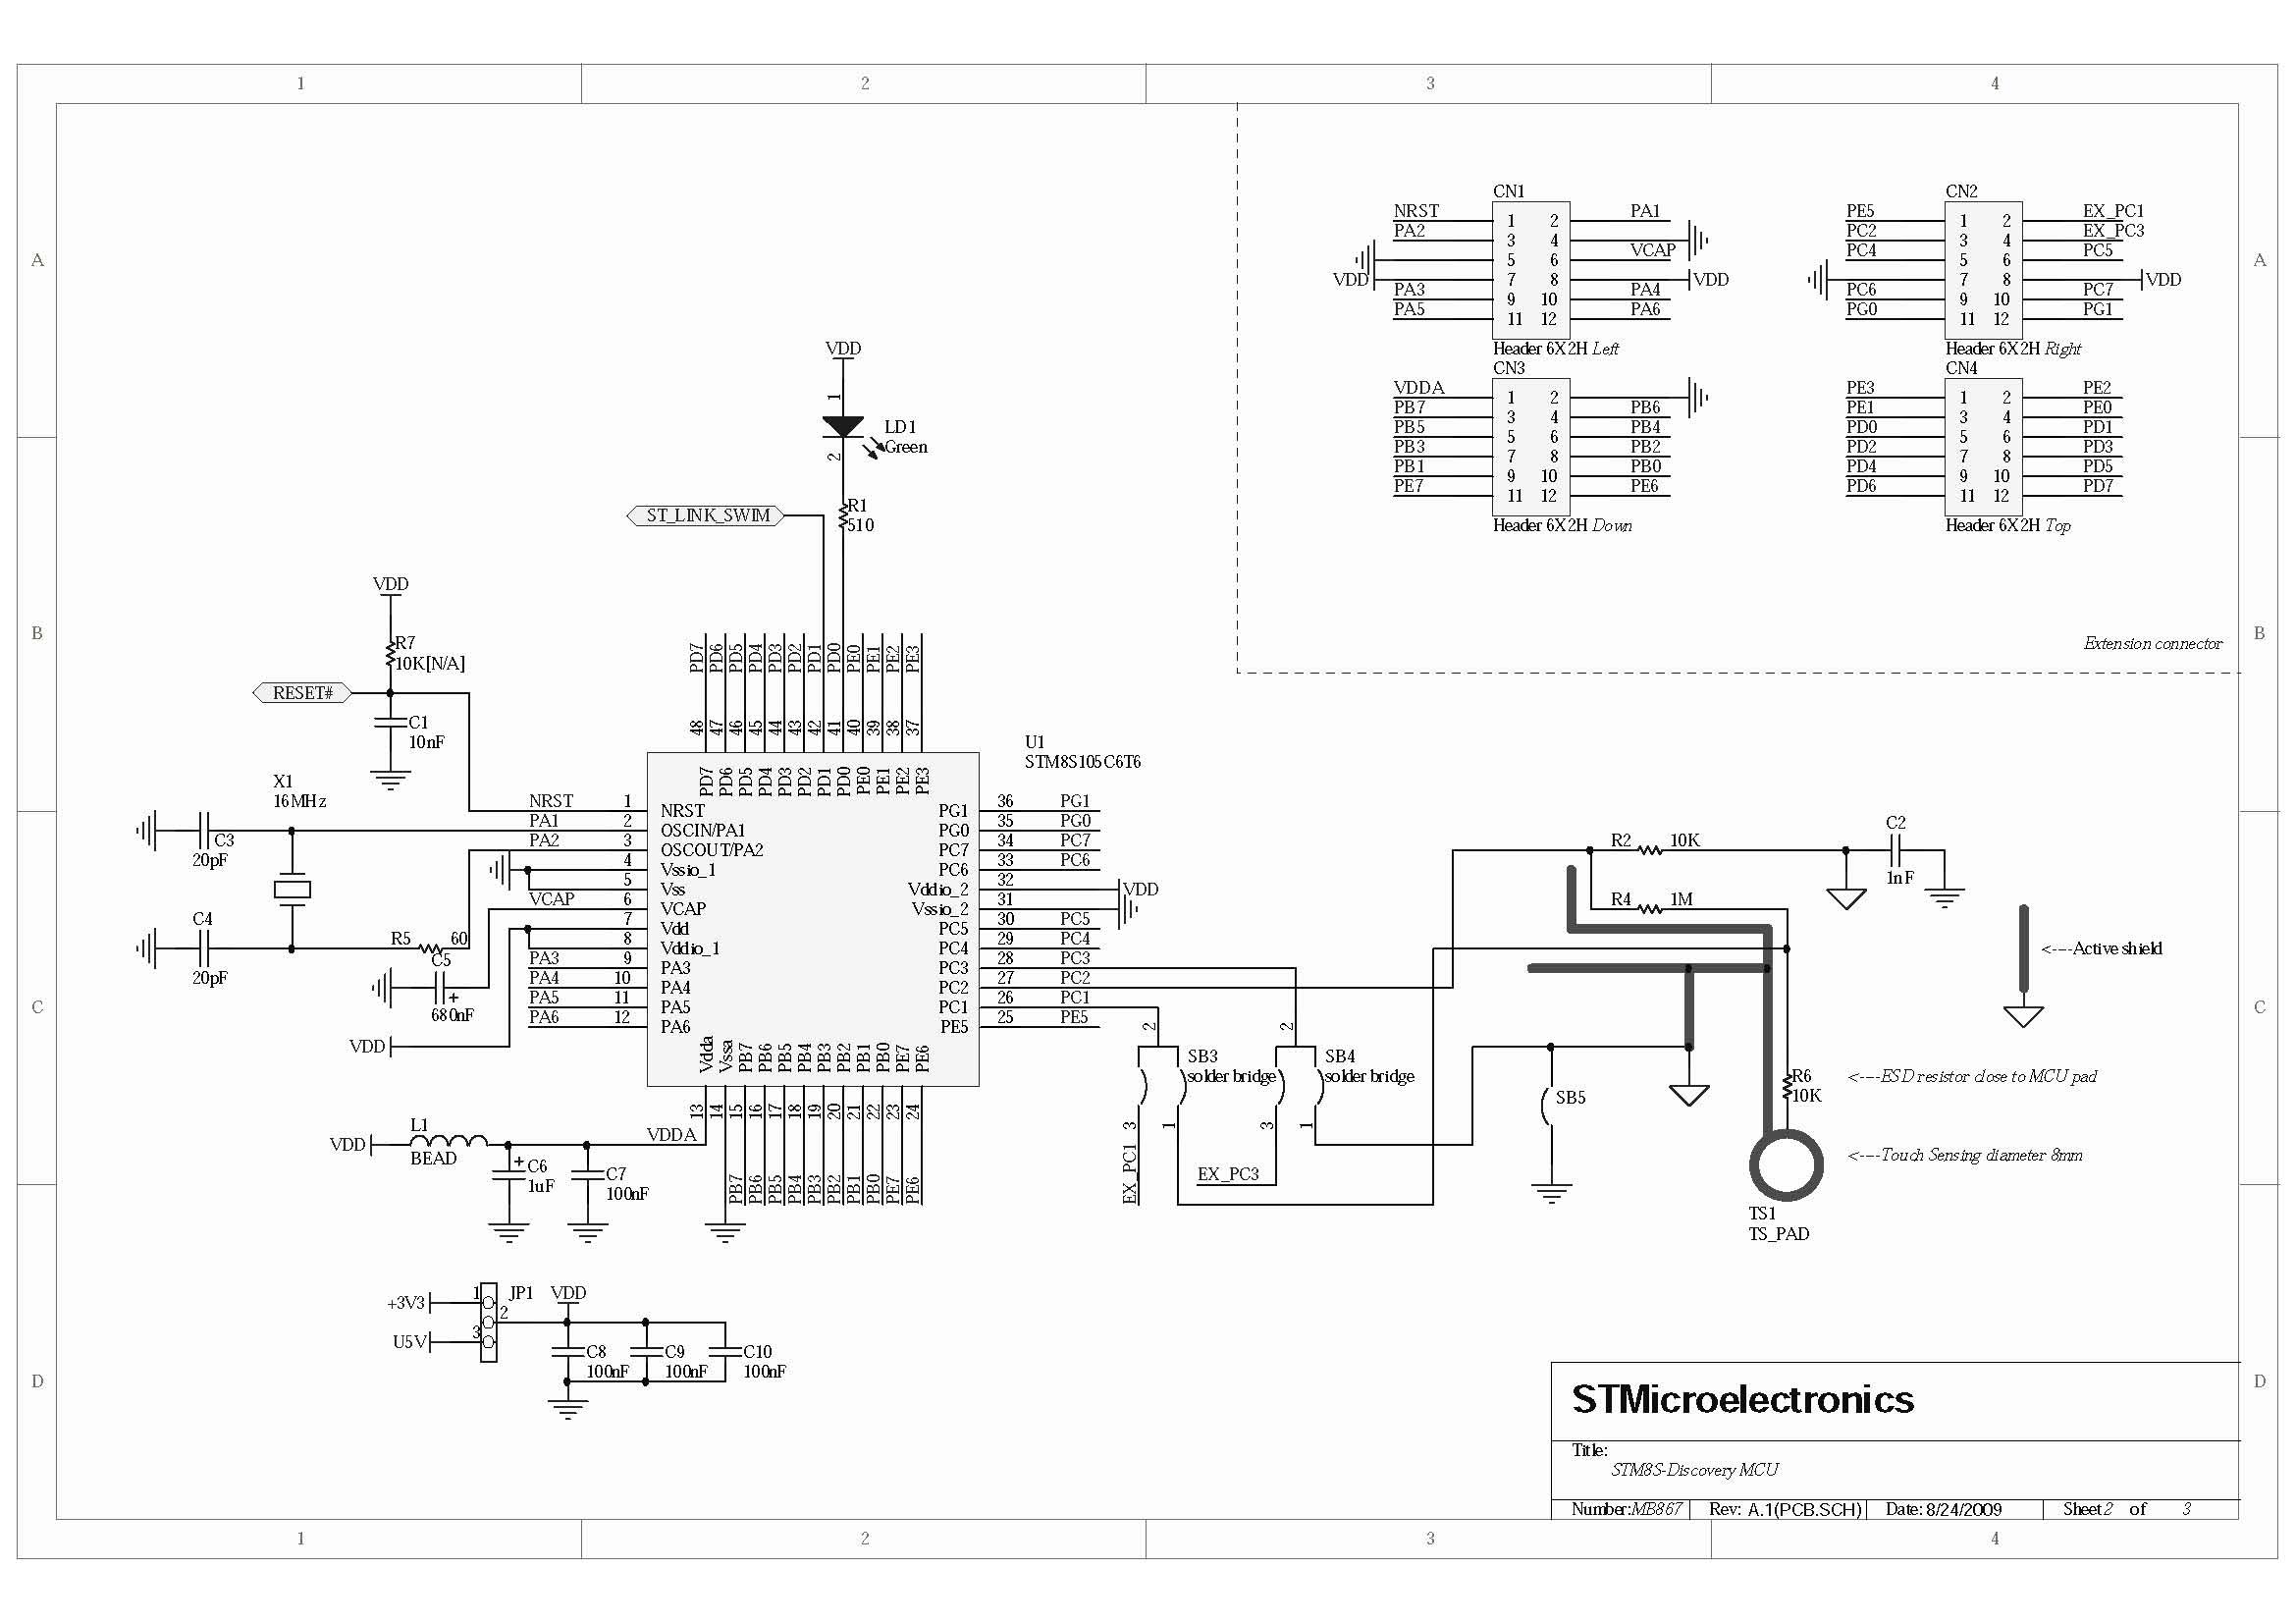 1 2 3 4
A
B
C
D
A
B
C
D
1 2 3 4
CN1
NRST 1 2 PA1
PA2 3 4
5 6 VCAP
VDD 7 8 VDD
PA3 9 10 PA4
PA5 11 12 PA6
Header 6X2H Left
CN2
PE5 1 2 EX_PC1
PC2 3 4 EX_PC3
PC4 5 6 PC5
7 8 VDD
PC6 9 10 PC7
PG0 11 12 PG1
Header 6X2H Right
CN3
VDDA 1 2
PB7 3 4 PB6
PB5 5 6 PB4
PB3 7 8 PB2
PB1 9 10 PB0
PE7 11 12 PE6
Header 6X2H Down
CN4
PE3 1 2 PE2
PE1 3 4 PE0
PD0 5 6 PD1
PD2 7 8 PD3
PD4 9 10 PD5
PD6 11 12 PD7
Header 6X2H Top
Extension connector
VDD
1
LD1
Green
2
R1
510
ST_LINK_SWIM
VDD
R7
10K[N/A]
RESET#
C1
10nF
X1
16MHz
C3
20pF
C4
20pF
R5 60
C5
+
680nF
VDD
PD7 PD6 PD5 PD4 PD3 PD2 PD1 PD0 PE0 PE1 PE2 PE3
48 47 46 45 44 43 42 41 40 39 38 37
PD7 PD6 PD5 PD4 PD3 PD2 PD1 PD0 PE0 PE1 PE2 PE3
U1
STM8S105C6T6
NRST 1 NRST
PA1 2 OSCIN/PA1
PA2 3 OSCOUT/PA2
4 Vssio_1
5 Vss
VCAP 6 VCAP
7 Vdd
8 Vddio_1
PA3 9 PA3
PA4 10 PA4
PA5 11 PA5
PA6 12 PA6
PG1 36 PG1
PG0 35 PG0
PC7 34 PC7
PC6 33 PC6
Vddio_2 32 VDD
Vssio_2 31
PC5 30 PC5
PC4 29 PC4
PC3 28 PC3
PC2 27 PC2
PC1 26 PC1
PE5 25 PE5
Vdda Vssa PB7 PB6 PB5 PB4 PB3 PB2 PB1 PB0 PE7 PE6
13 14 15 16 17 18 19 20 21 22 23 24
PB7 PB6 PB5 PB4 PB3 PB2 PB1 PB0 PE7 PE6
VDD
L1
BEAD
VDDA
+
C6
1uF
C7
100nF
2
SB3
solder bridge
3
1
EX_PC1
2
SB4
solder bridge
3
1
EX_PC3
SB5
R2 10K
R4 1M
C2
1nF
<----Active shield
R6
10K
<----ESD resistor close to MCU pad
<----Touch Sensing diameter 8mm
TS1
TS_PAD
+3V3
U5V
1
2
3
JP1
VDD
C8
100nF
C9
100nF
C10
100nF
STMicroelectronics
Title:
STM8S-Discovery MCU
Number:MB867 Rev: A.1(PCB.SCH) Date:8/24/2009 Sheet 2 of 3